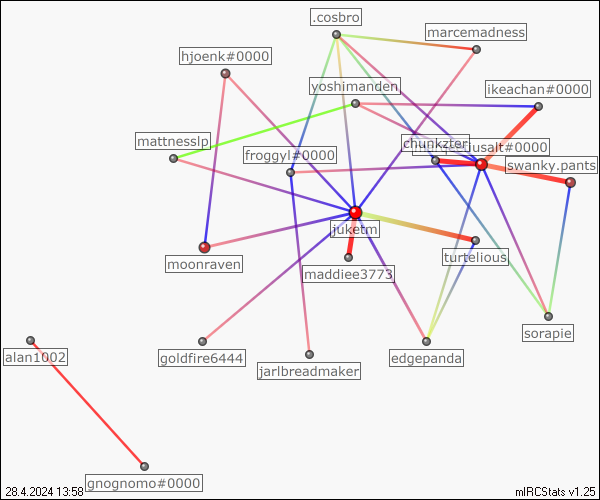 .cosbro
marcemadness
hjoenk#0000
yoshimanden
ikeachan#0000
mattnesslp
chunkzter
jusalt#0000
froggyl#0000
swanky.pants
juketm
moonraven
turtelious
maddiee3773
sorapie
alan1002
goldfire6444
edgepanda
jarlbreadmaker
gnognomo#0000
28.4.2024 13:58
mIRCStats v1.25